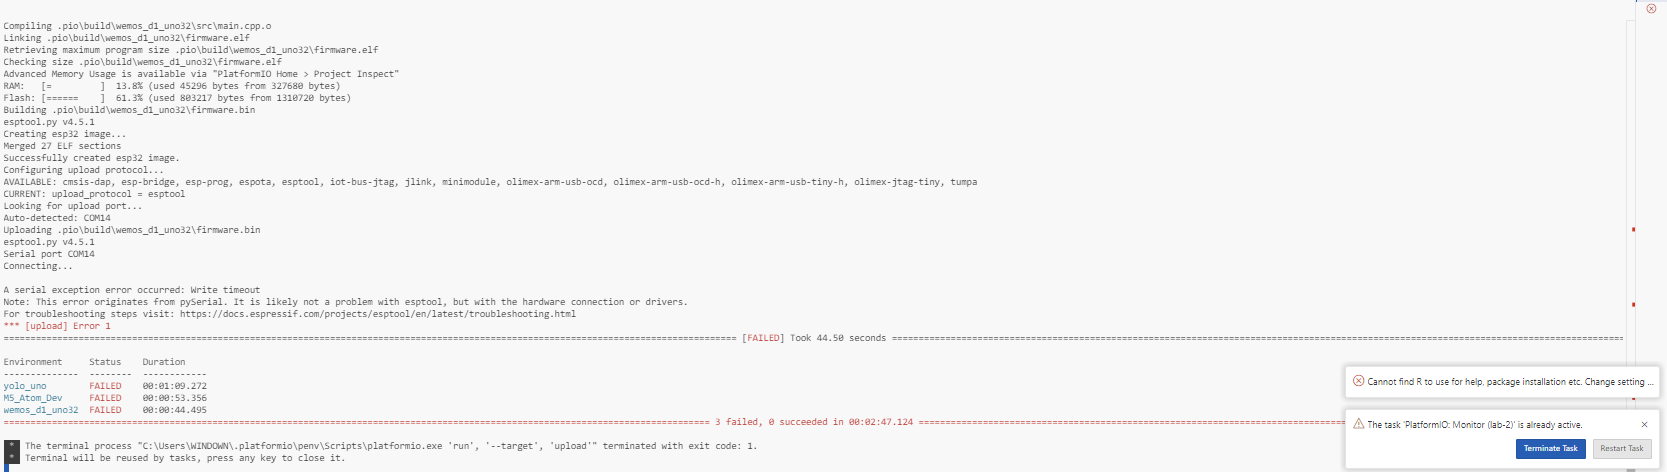 Compiling .pio\build\wemos_d1_uno32\src\main.cpp.o
Linking .pio\build\wemos_d1_uno32\firmware.elf
Retrieving maximum program size .pio\build\wemos_d1_uno32\firmware.elf
Checking size .pio\build\wemos_d1_uno32\firmware.elf
Advanced Memory Usage is available via "PlatformIO Home > Project Inspect"
RAM:   [=         ]  13.8% (used 45296 bytes from 327680 bytes)
Flash: [======    ]  61.3% (used 803217 bytes from 1310720 bytes)
Building .pio\build\wemos_d1_uno32\firmware.bin
esptool.py v4.5.1
Creating esp32 image...
Merged 27 ELF sections
Successfully created esp32 image.
Configuring upload protocol...
AVAILABLE: cmsis-dap, esp-bridge, esp-prog, espota, esptool, iot-bus-jtag, jlink, minimodule, olimex-arm-usb-ocd, olimex-arm-usb-ocd-h, olimex-arm-usb-tiny-h, olimex-jtag-tiny, tumpa
CURRENT: upload_protocol = esptool
Looking for upload port...
Auto-detected: COM14
Uploading .pio\build\wemos_d1_uno32\firmware.bin
esptool.py v4.5.1
Serial port COM14
Connecting...
A serial exception error occurred: Write timeout
Note: This error originates from pySerial. It is likely not a problem with esptool, but with the hardware connection or drivers.
For troubleshooting steps visit: https://docs.espressif.com/projects/esptool/en/latest/troubleshooting.html
*** [upload] Error 1
[FAILED] Took 44.50 seconds
Environment     Status    Duration
--------------  --------  ------------
yolo_uno        FAILED    00:01:09.272
M5_Atom_Dev     FAILED    00:00:53.356
wemos_d1_uno32  FAILED    00:00:44.495
3 failed, 0 succeeded in 00:02:47.124
* The terminal process "C:\Users\WINDOWN\.platformio\penv\Scripts\platformio.exe 'run', '--target', 'upload'" terminated with exit code: 1.
* Terminal will be reused by tasks, press any key to close it.
Cannot find R to use for help, package installation etc. Change setting ...
The task 'PlatformIO: Monitor (lab-2)' is already active.
Terminate Task
Restart Task